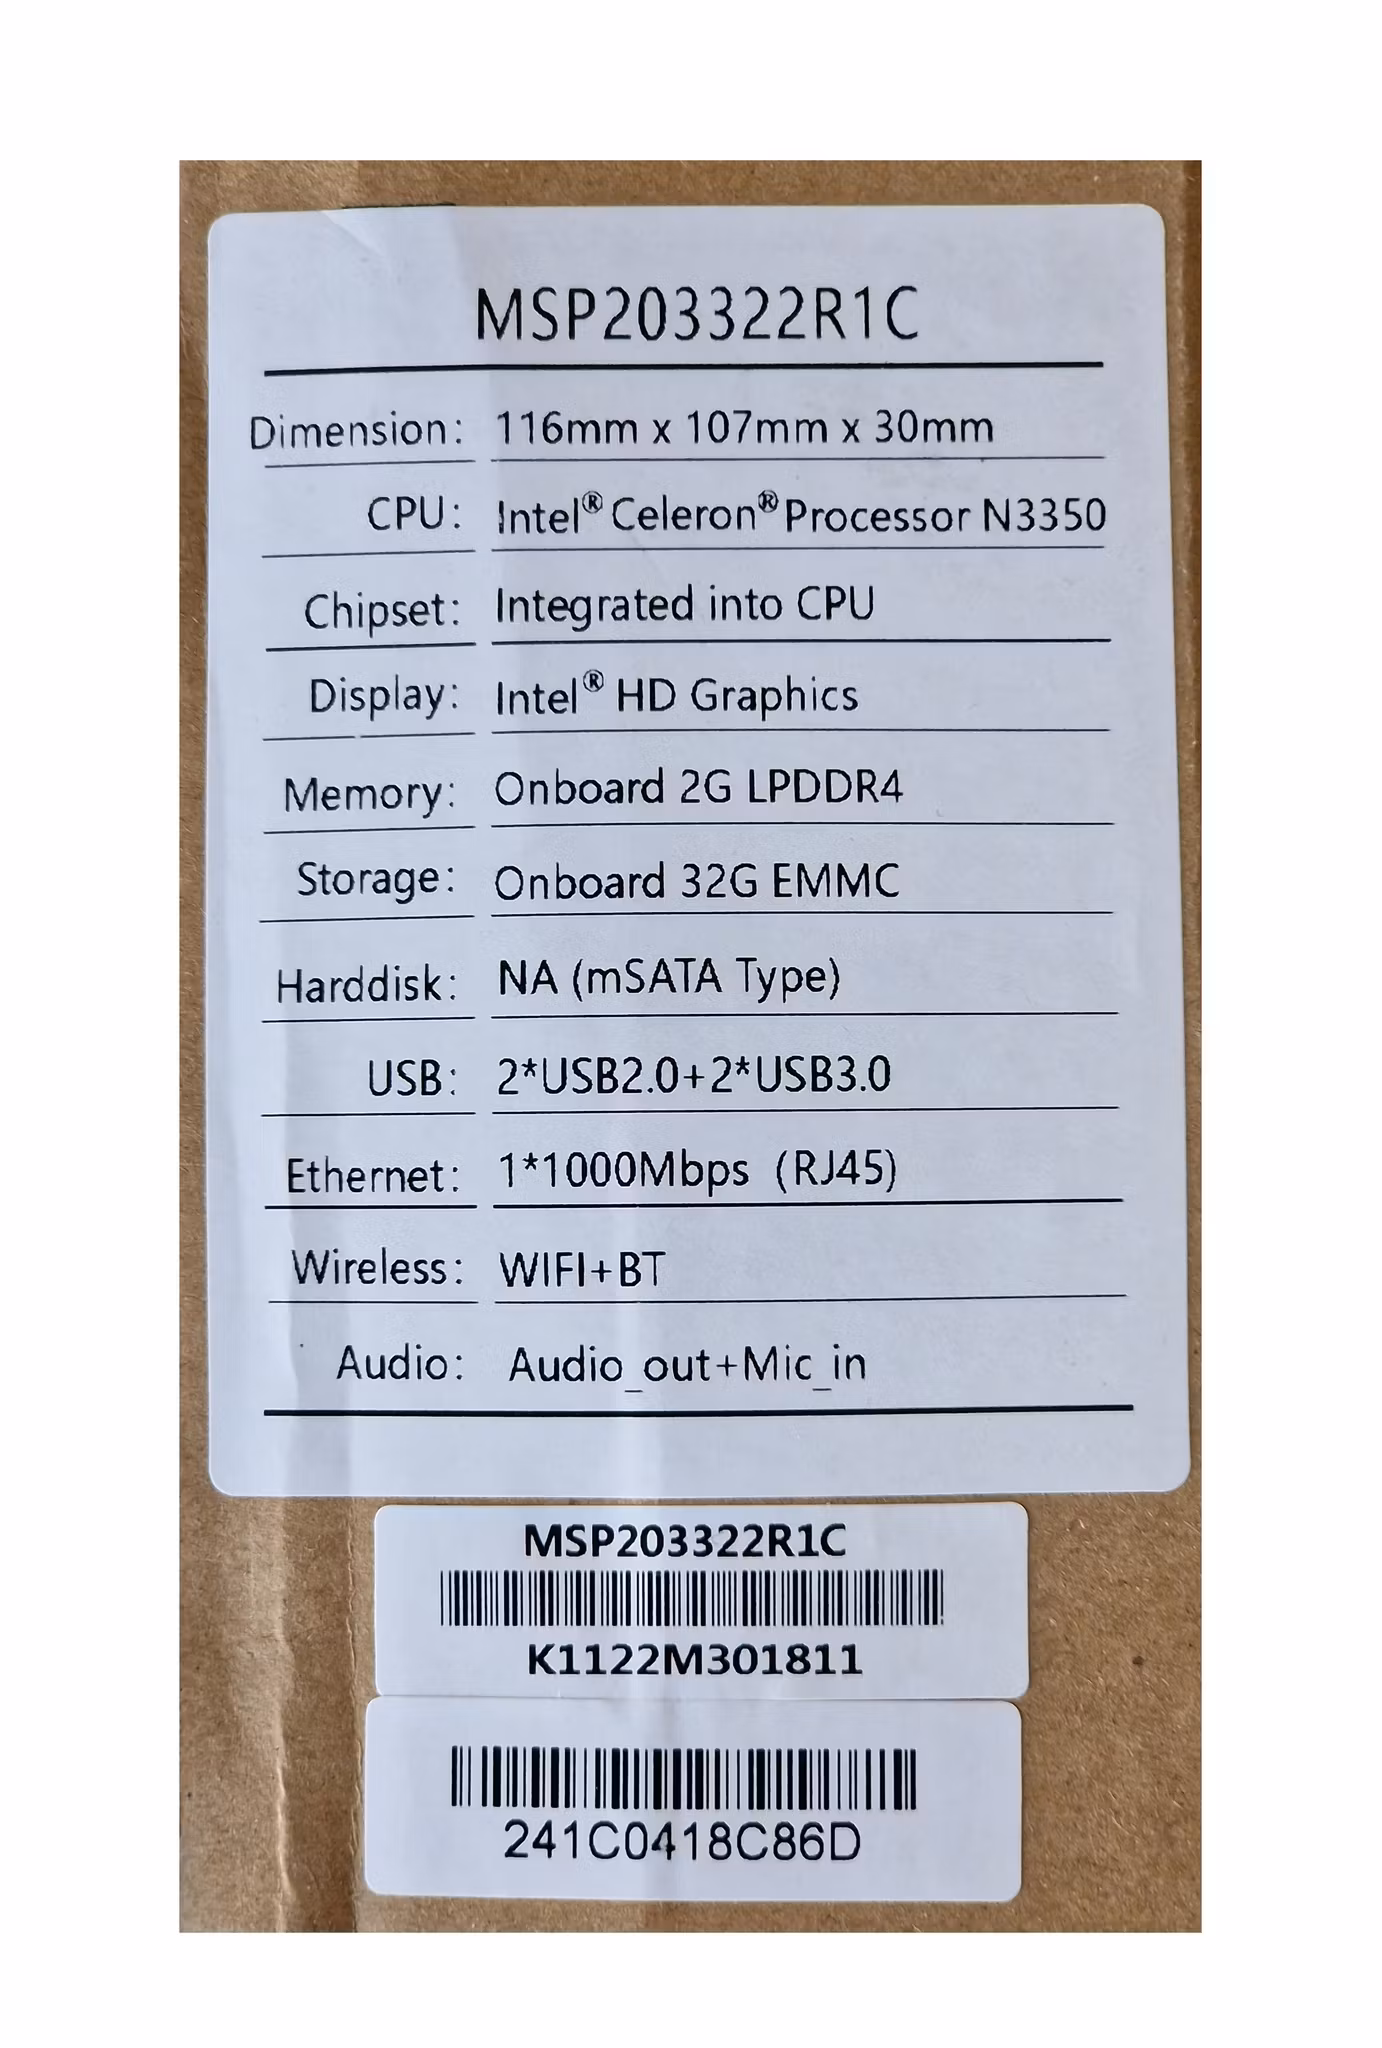 MSP203322R1C
Dimension: 116mm x 107mm x 30mm
CPU: Intel® Celeron® Processor N3350
Chipset: Integrated into CPU
Display: Intel® HD Graphics
Memory: Onboard 2G LPDDR4
Storage: Onboard 32G EMMC
Harddisk: NA (mSATA Type)
USB: 2*USB2.0+2*USB3.0
Ethernet: 1*1000Mbps (RJ45)
Wireless: WIFI+BT
Audio: Audio_out+Mic_in
MSP203322R1C
K1122M301811
241C0418C86D